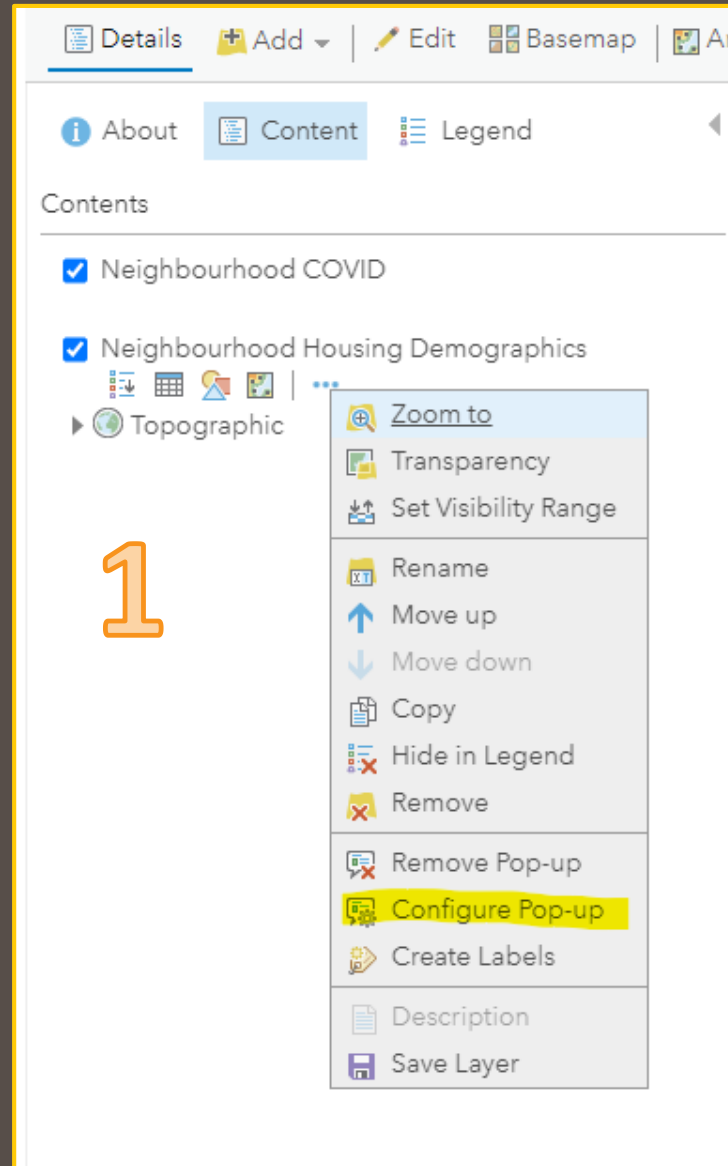 Details Add Edit Basemap
About Content Legend
Contents
Neighbourhood COVID
Neighbourhood Housing Demographics
Topographic
Zoom to
Transparency
Set Visibility Range
1
Rename
Move up
Move down
Copy
Hide in Legend
Remove
Remove Pop-up
Configure Pop-up
Create Labels
Description
Save Layer